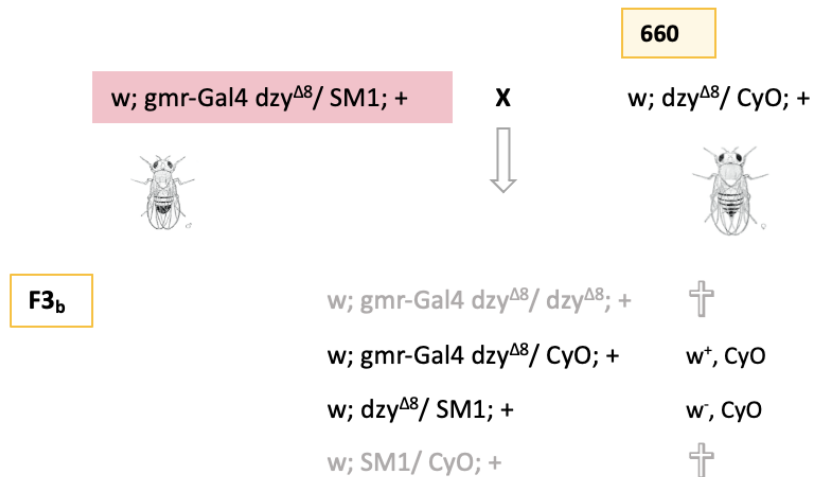 660
w; gmr-Gal4 dzy^Δ8/ SM1; + X w; dzy^Δ8/ CyO; +
♂ ♀
F3b
w; gmr-Gal4 dzy^Δ8/ dzy^Δ8; +
w; gmr-Gal4 dzy^Δ8/ CyO; + w⁺, CyO
w; dzy^Δ8/ SM1; + w⁻, CyO
w; SM1/ CyO; +